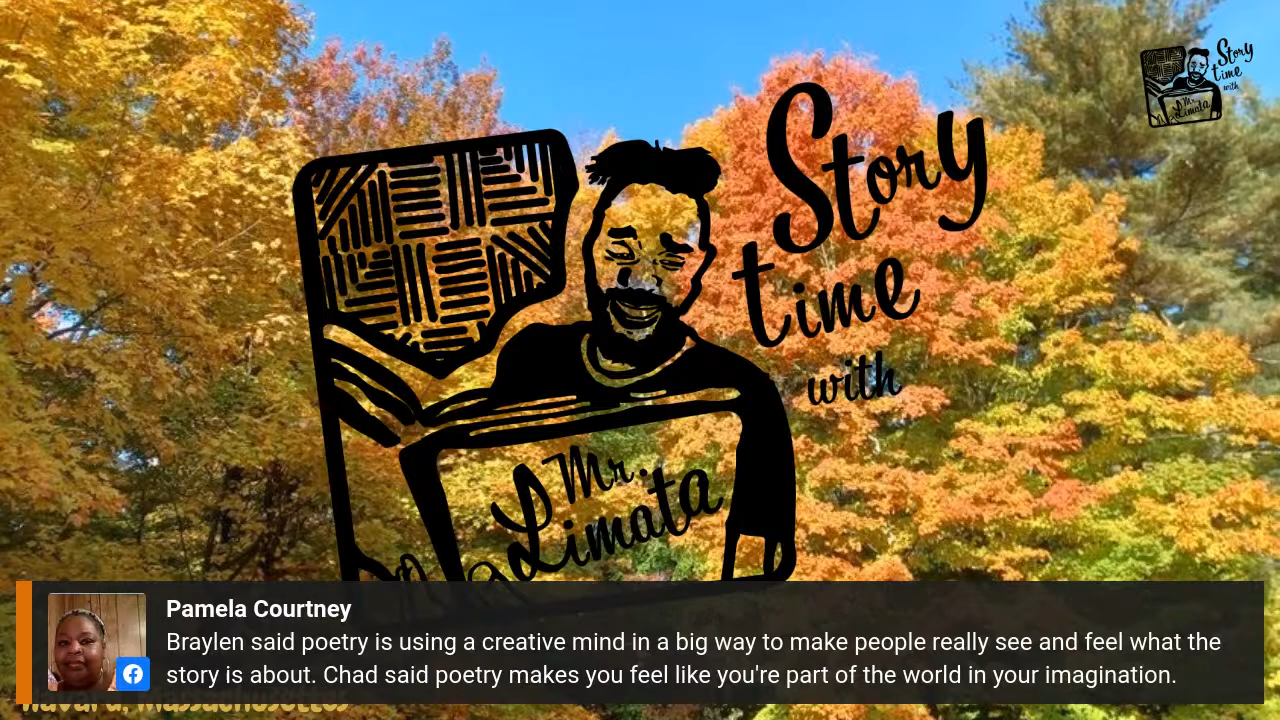 Story
time
with
Mr.
Limata
Story
time
with
Mr.
Limata
Pamela Courtney
Braylen said poetry is using a creative mind in a big way to make people really see and feel what the
story is about. Chad said poetry makes you feel like you're part of the world in your imagination.